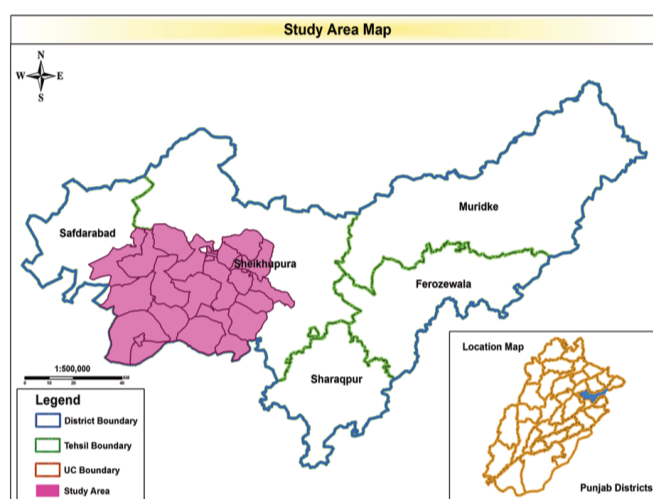 Study Area Map
N
W E
S
Safdarabad
Muridke
Sheikhupura
Ferozewala
Sharaqpur
1:500,000
Legend
District Boundary
Tehsil Boundary
UC Boundary
Study Area
Location Map
Punjab Districts